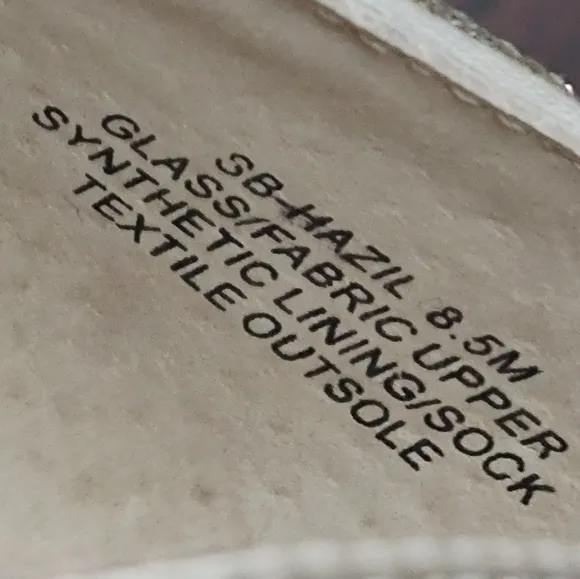 SB-HAZIL 8.5M
GLASS/FABRIC UPPER
SYNTHETIC LINING/SOCK
TEXTILE OUTSOLE